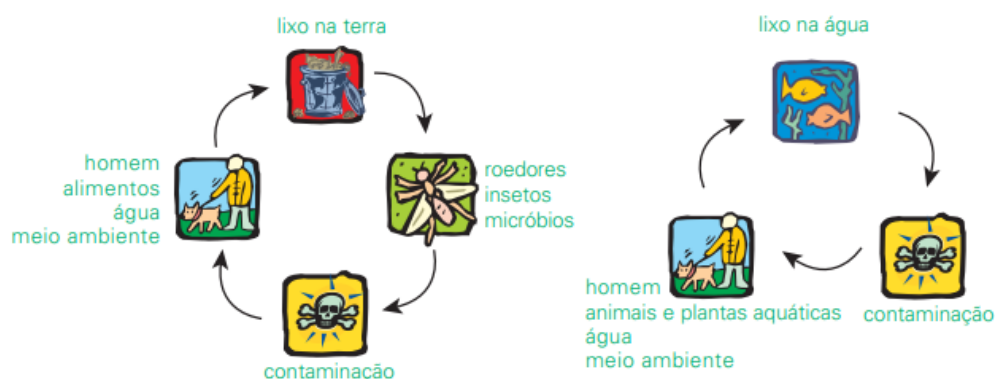 lixo na terra
homem
alimentos
água
meio ambiente
roedores
insetos
micróbios
contaminação
lixo na água
homem
animais e plantas aquáticas
água
meio ambiente
contaminação